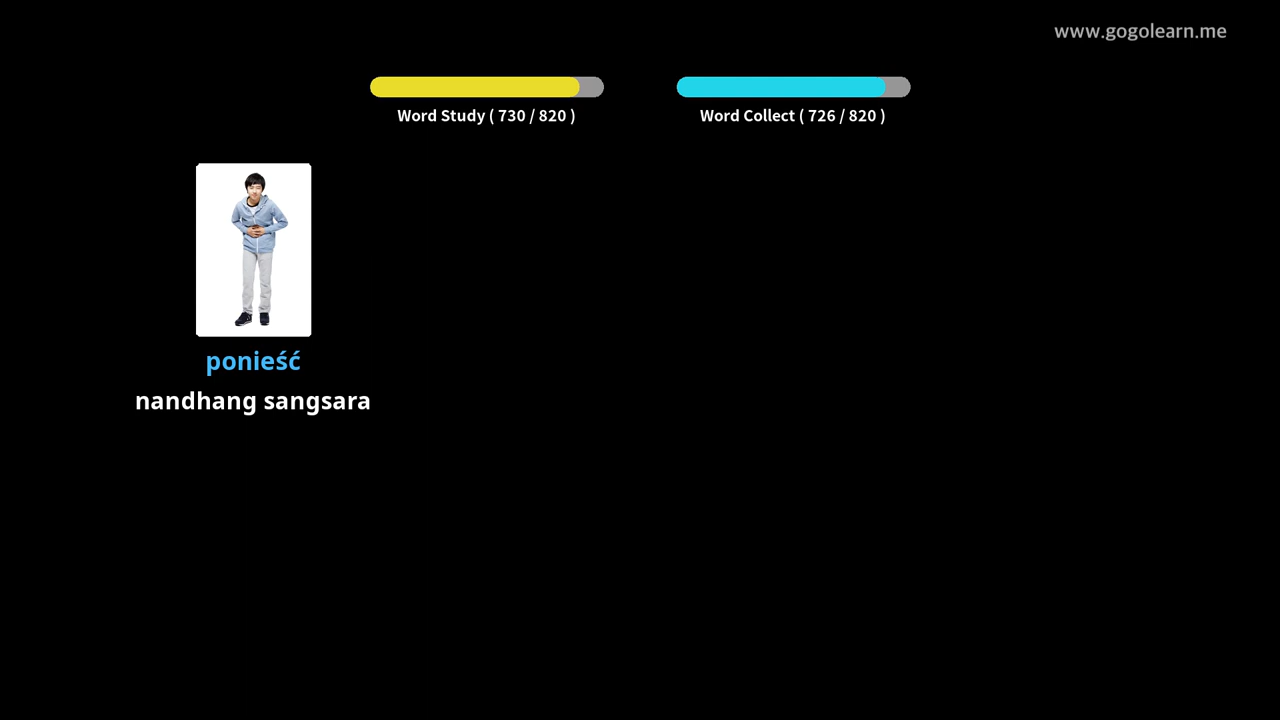 www.gogolearn.me
Word Study ( 730 / 820 )
Word Collect ( 726 / 820 )
ponieść
nandhang sangsara